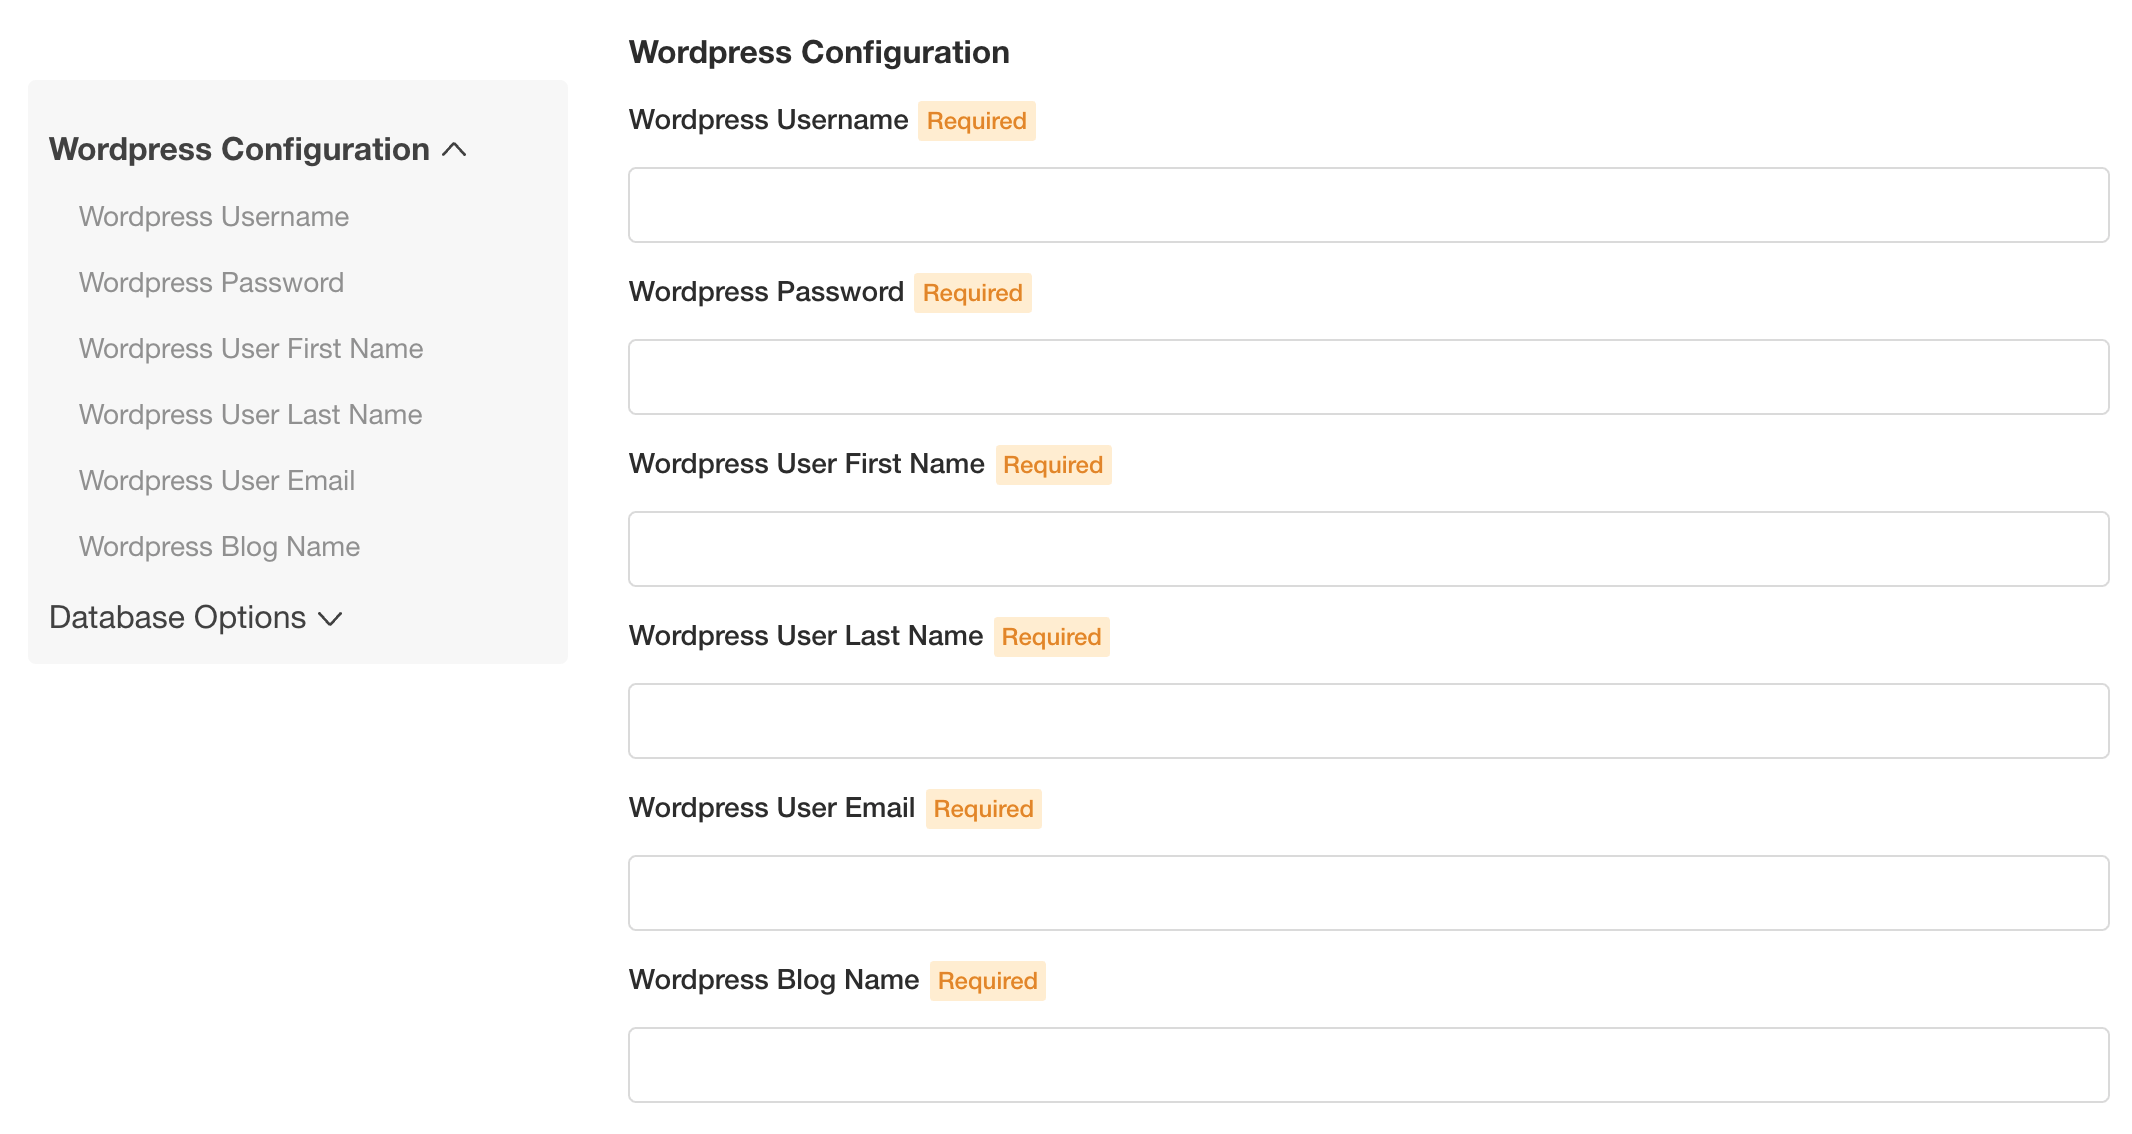 Wordpress Configuration
Wordpress Username
Wordpress Password
Wordpress User First Name
Wordpress User Last Name
Wordpress User Email
Wordpress Blog Name
Database Options
Wordpress Configuration
Wordpress Username Required
Wordpress Password Required
Wordpress User First Name Required
Wordpress User Last Name Required
Wordpress User Email Required
Wordpress Blog Name Required